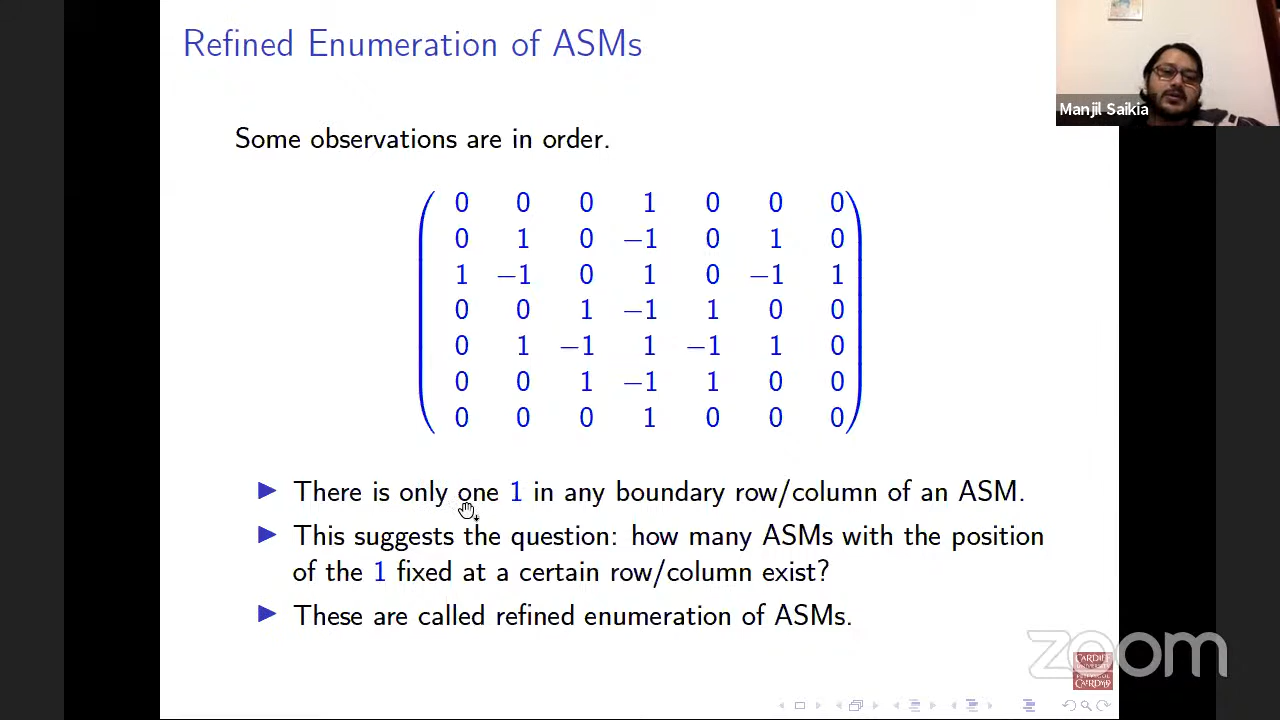 Refined Enumeration of ASMs
Manjil Saikia
Some observations are in order.
0 0 0 1 0 0 0
0 1 0 −1 0 1 0
1 −1 0 1 0 −1 1
0 0 1 −1 1 0 0
0 1 −1 1 −1 1 0
0 0 1 −1 1 0 0
0 0 0 1 0 0 0
There is only one 1 in any boundary row/column of an ASM.
This suggests the question: how many ASMs with the position
of the 1 fixed at a certain row/column exist?
These are called refined enumeration of ASMs.
zoom
CARDIFF
UNIVERSITY
PRIFYSGOL
CAERDYDD